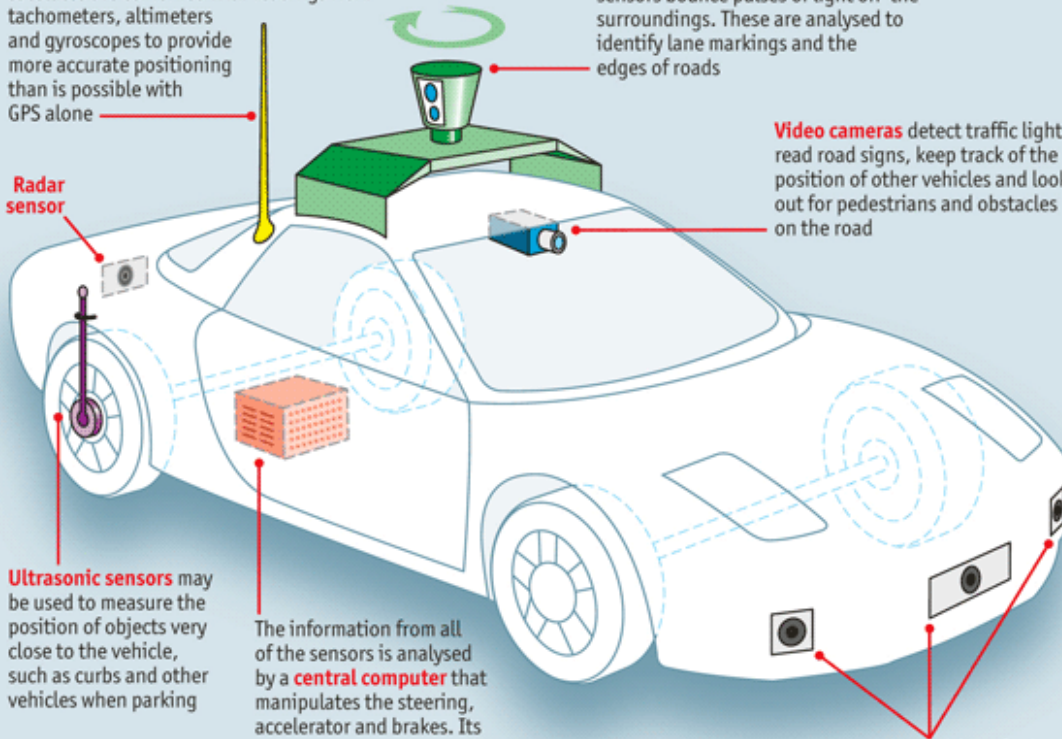 tachometers, altimeters
and gyroscopes to provide
more accurate positioning
than is possible with
GPS alone
surroundings. These are analysed to
identify lane markings and the
edges of roads
Video cameras detect traffic light
read road signs, keep track of the
position of other vehicles and look
out for pedestrians and obstacles
on the road
Radar
sensor
Ultrasonic sensors may
be used to measure the
position of objects very
close to the vehicle,
such as curbs and other
vehicles when parking
The information from all
of the sensors is analysed
by a central computer that
manipulates the steering,
accelerator and brakes. Its